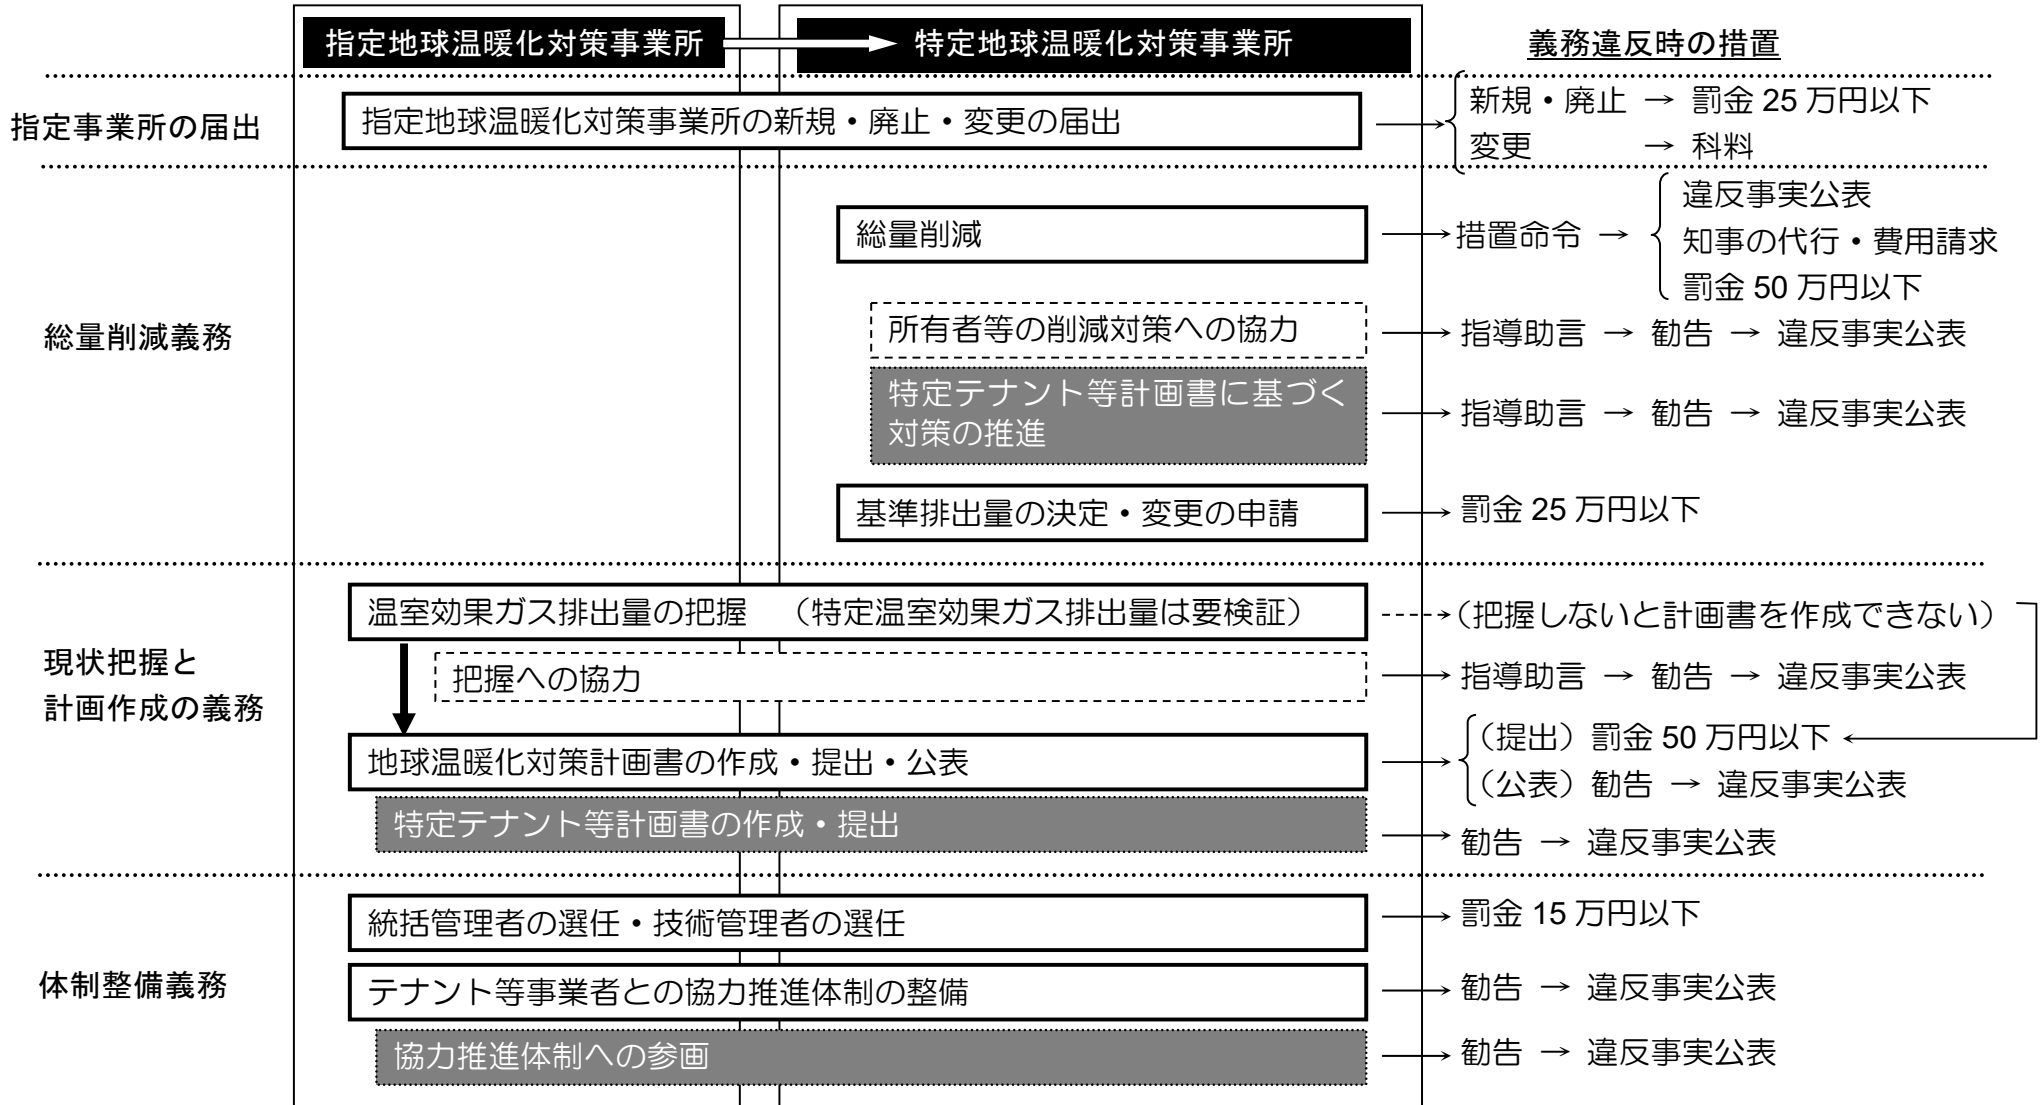 指定地球温暖化対策事業所
特定地球温暖化対策事業所
義務違反時の措置
指定事業所の届出
指定地球温暖化対策事業所の新規・廃止・変更の届出
新規・廃止 → 罰金 25 万円以下
変更 → 科料
総量削減義務
総量削減
措置命令 →
違反事実公表
知事の代行・費用請求
罰金 50 万円以下
所有者等の削減対策への協力
指導助言 → 勧告 → 違反事実公表
特定テナント等計画書に基づく
対策の推進
指導助言 → 勧告 → 違反事実公表
基準排出量の決定・変更の申請
罰金 25 万円以下
現状把握と
計画作成の義務
温室効果ガス排出量の把握 （特定温室効果ガス排出量は要検証）
（把握しないと計画書を作成できない）
把握への協力
指導助言 → 勧告 → 違反事実公表
地球温暖化対策計画書の作成・提出・公表
（提出）罰金 50 万円以下
（公表）勧告 → 違反事実公表
特定テナント等計画書の作成・提出
勧告 → 違反事実公表
体制整備義務
統括管理者の選任・技術管理者の選任
罰金 15 万円以下
テナント等事業者との協力推進体制の整備
勧告 → 違反事実公表
協力推進体制への参画
勧告 → 違反事実公表